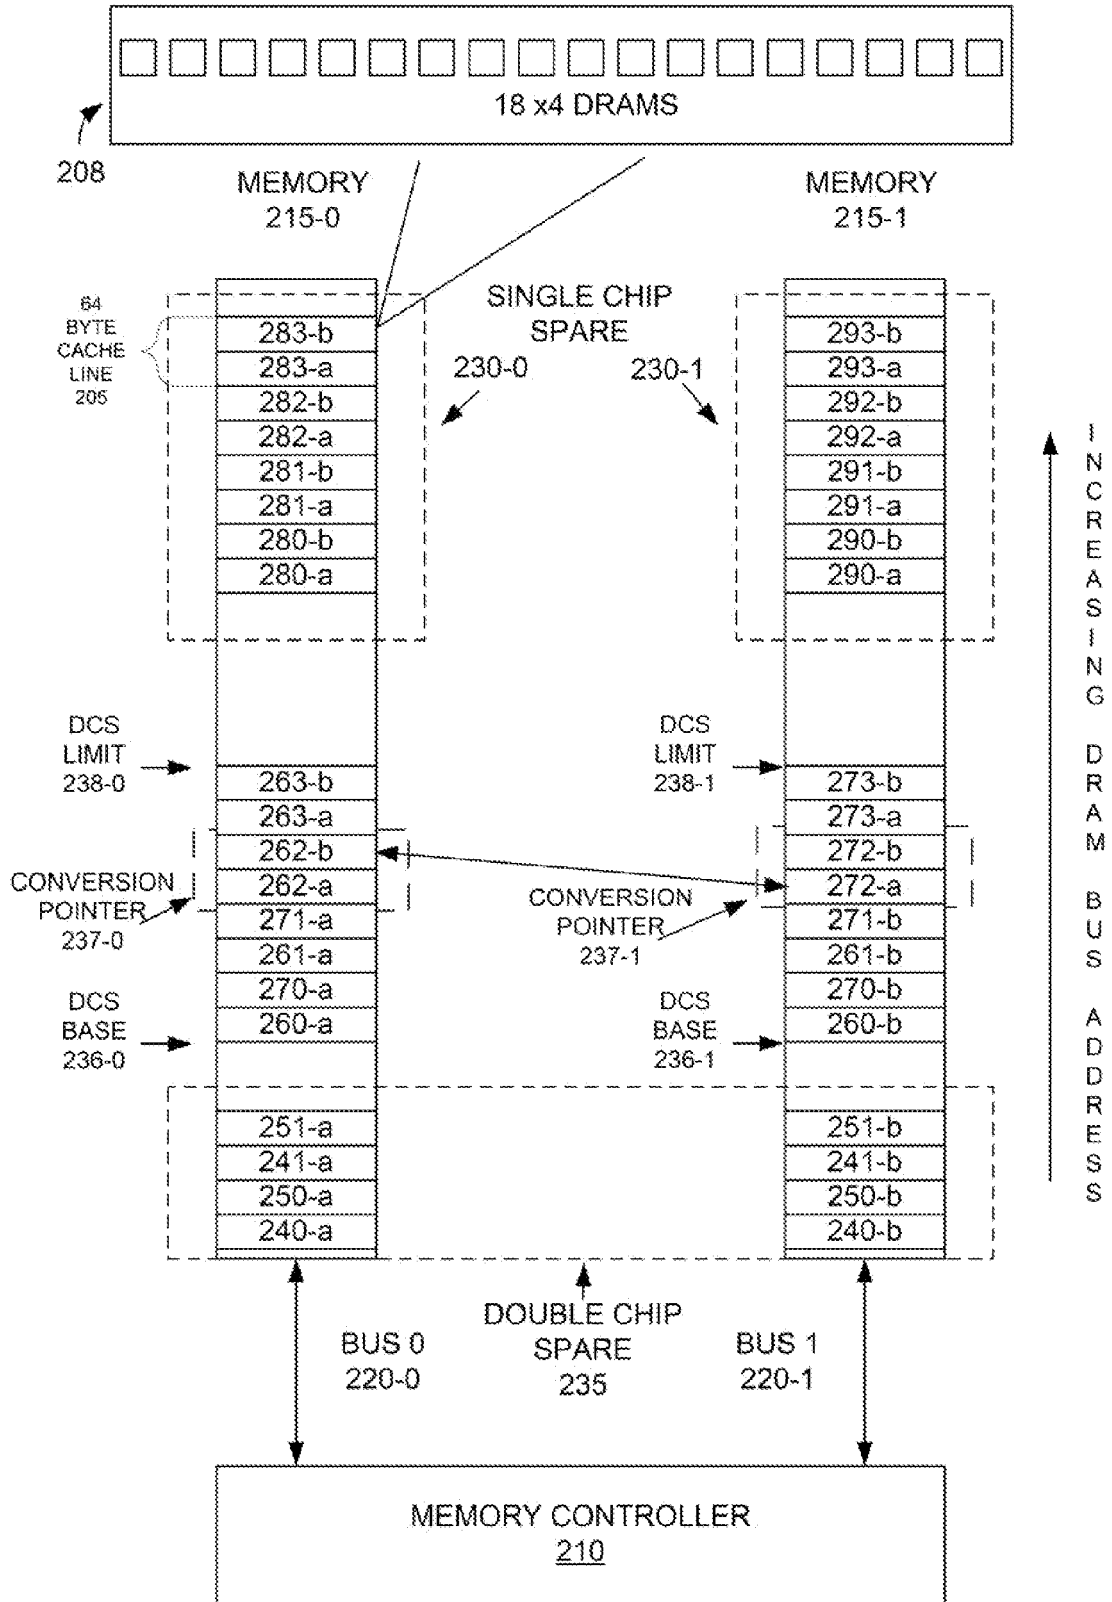 18 x4 DRAMS
208
MEMORY
215-0
MEMORY
215-1
64
BYTE
CACHE
LINE
205
SINGLE CHIP
SPARE
230-0
230-1
283-b
283-a
282-b
282-a
281-b
281-a
280-b
280-a
293-b
293-a
292-b
292-a
291-b
291-a
290-b
290-a
INCREASING DRAM BUS ADDRESS
DCS
LIMIT
238-0
DCS
LIMIT
238-1
263-b
263-a
262-b
262-a
271-a
261-a
270-a
260-a
273-b
273-a
272-b
272-a
271-b
261-b
270-b
260-b
CONVERSION
POINTER
237-0
CONVERSION
POINTER
237-1
DCS
BASE
236-0
DCS
BASE
236-1
251-a
241-a
250-a
240-a
251-b
241-b
250-b
240-b
DOUBLE CHIP
SPARE
235
BUS 0
220-0
BUS 1
220-1
MEMORY CONTROLLER
210